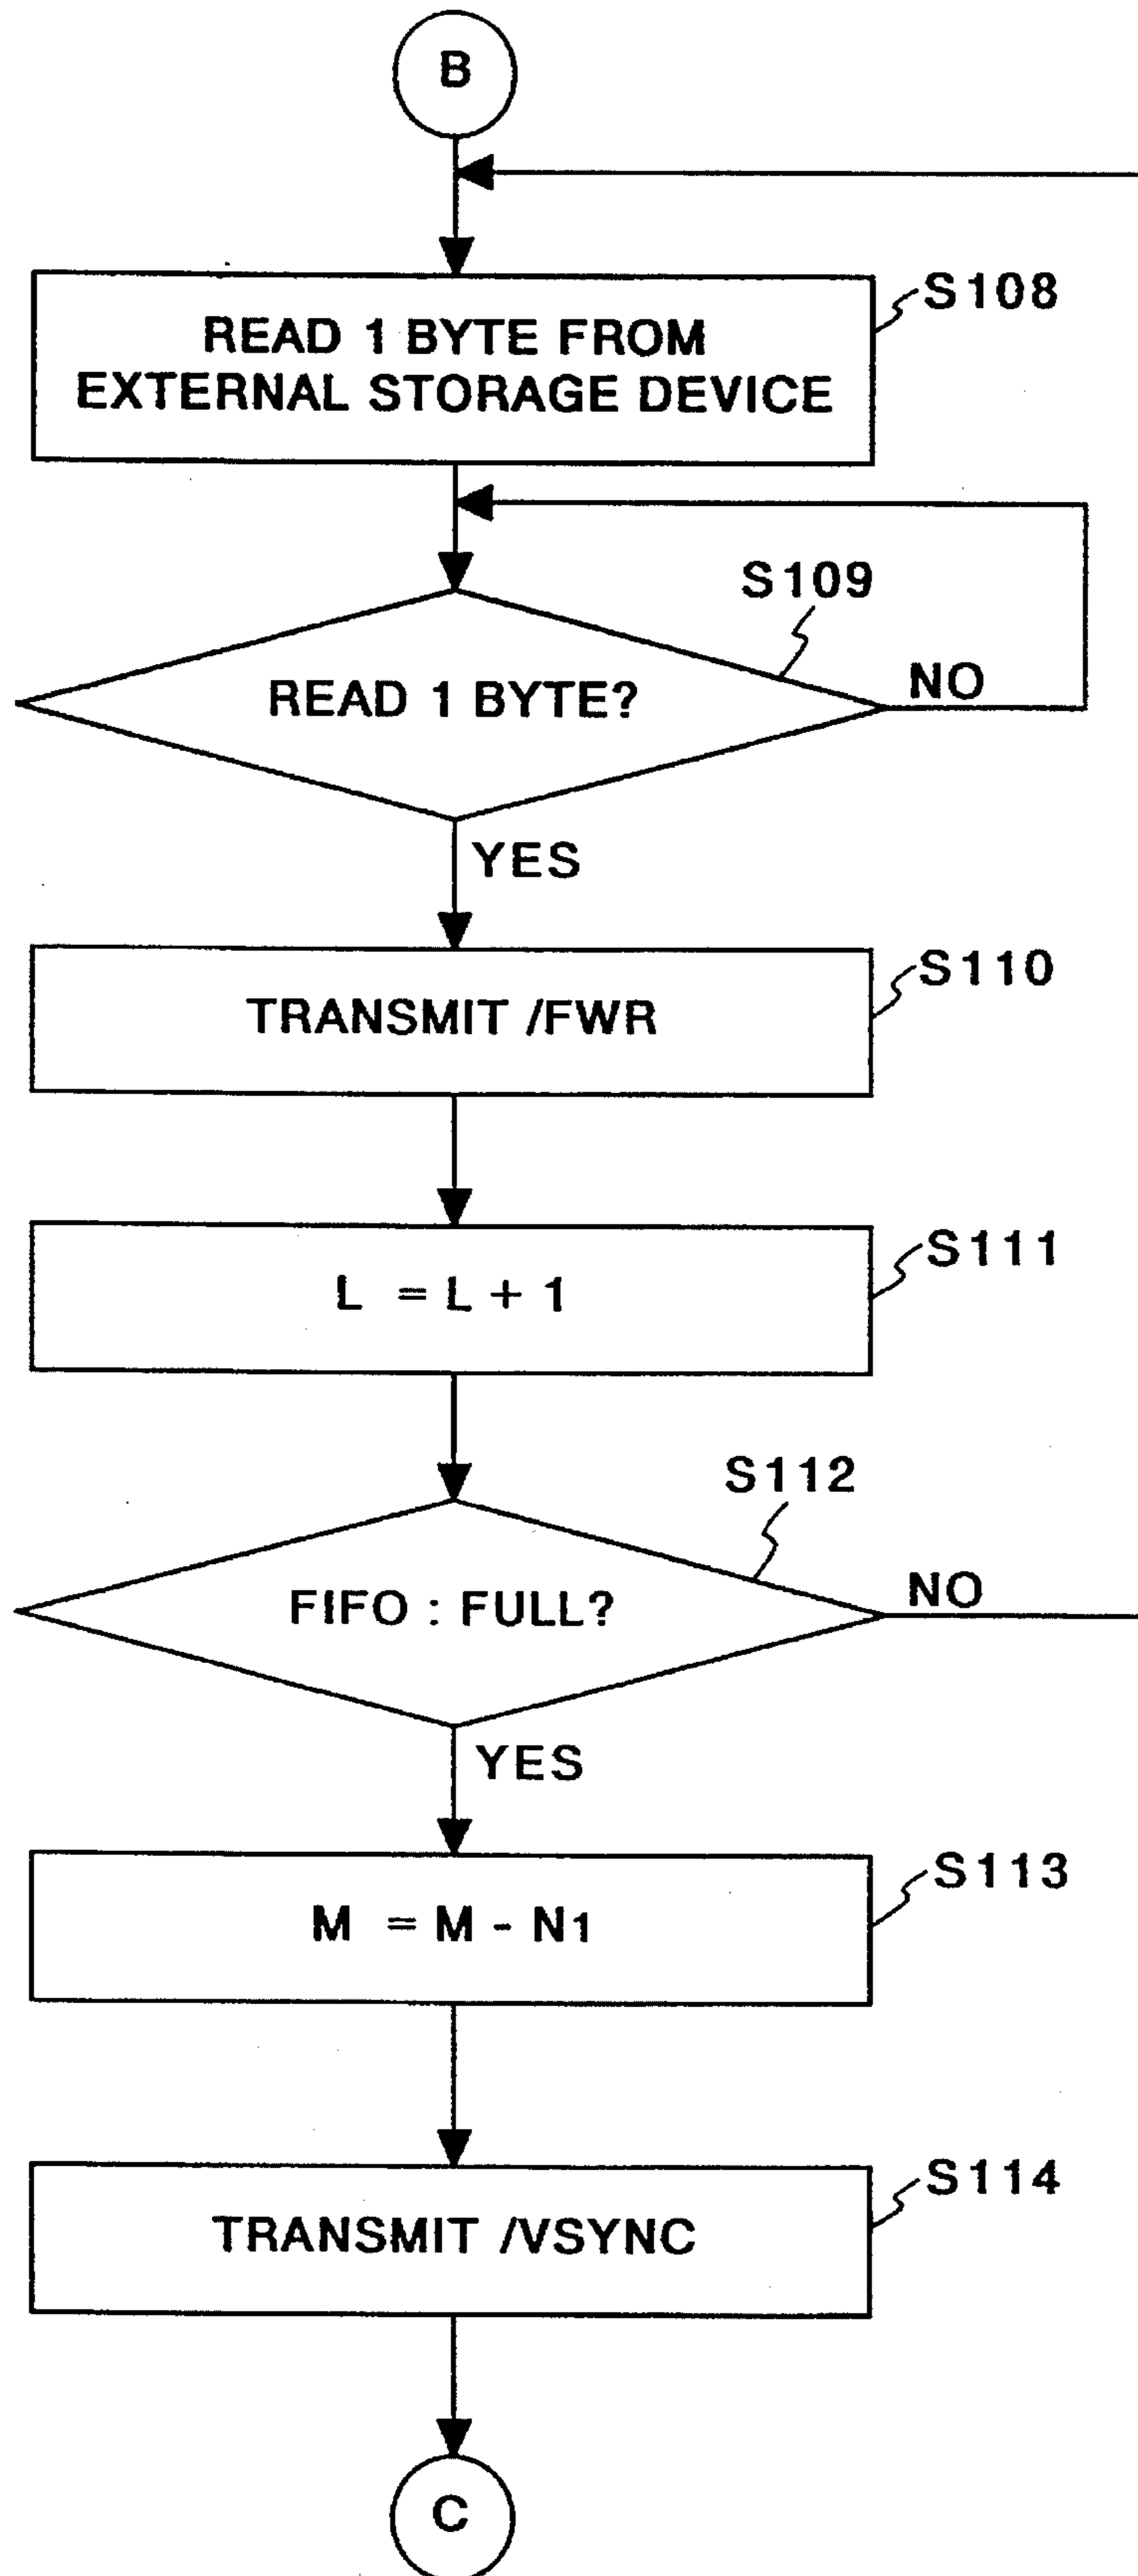 B
S108
READ 1 BYTE FROM
EXTERNAL STORAGE DEVICE
S109
READ 1 BYTE?
NO
YES
S110
TRANSMIT /FWR
S111
L = L + 1
S112
FIFO : FULL?
NO
YES
S113
M = M - N1
S114
TRANSMIT /VSYNC
C